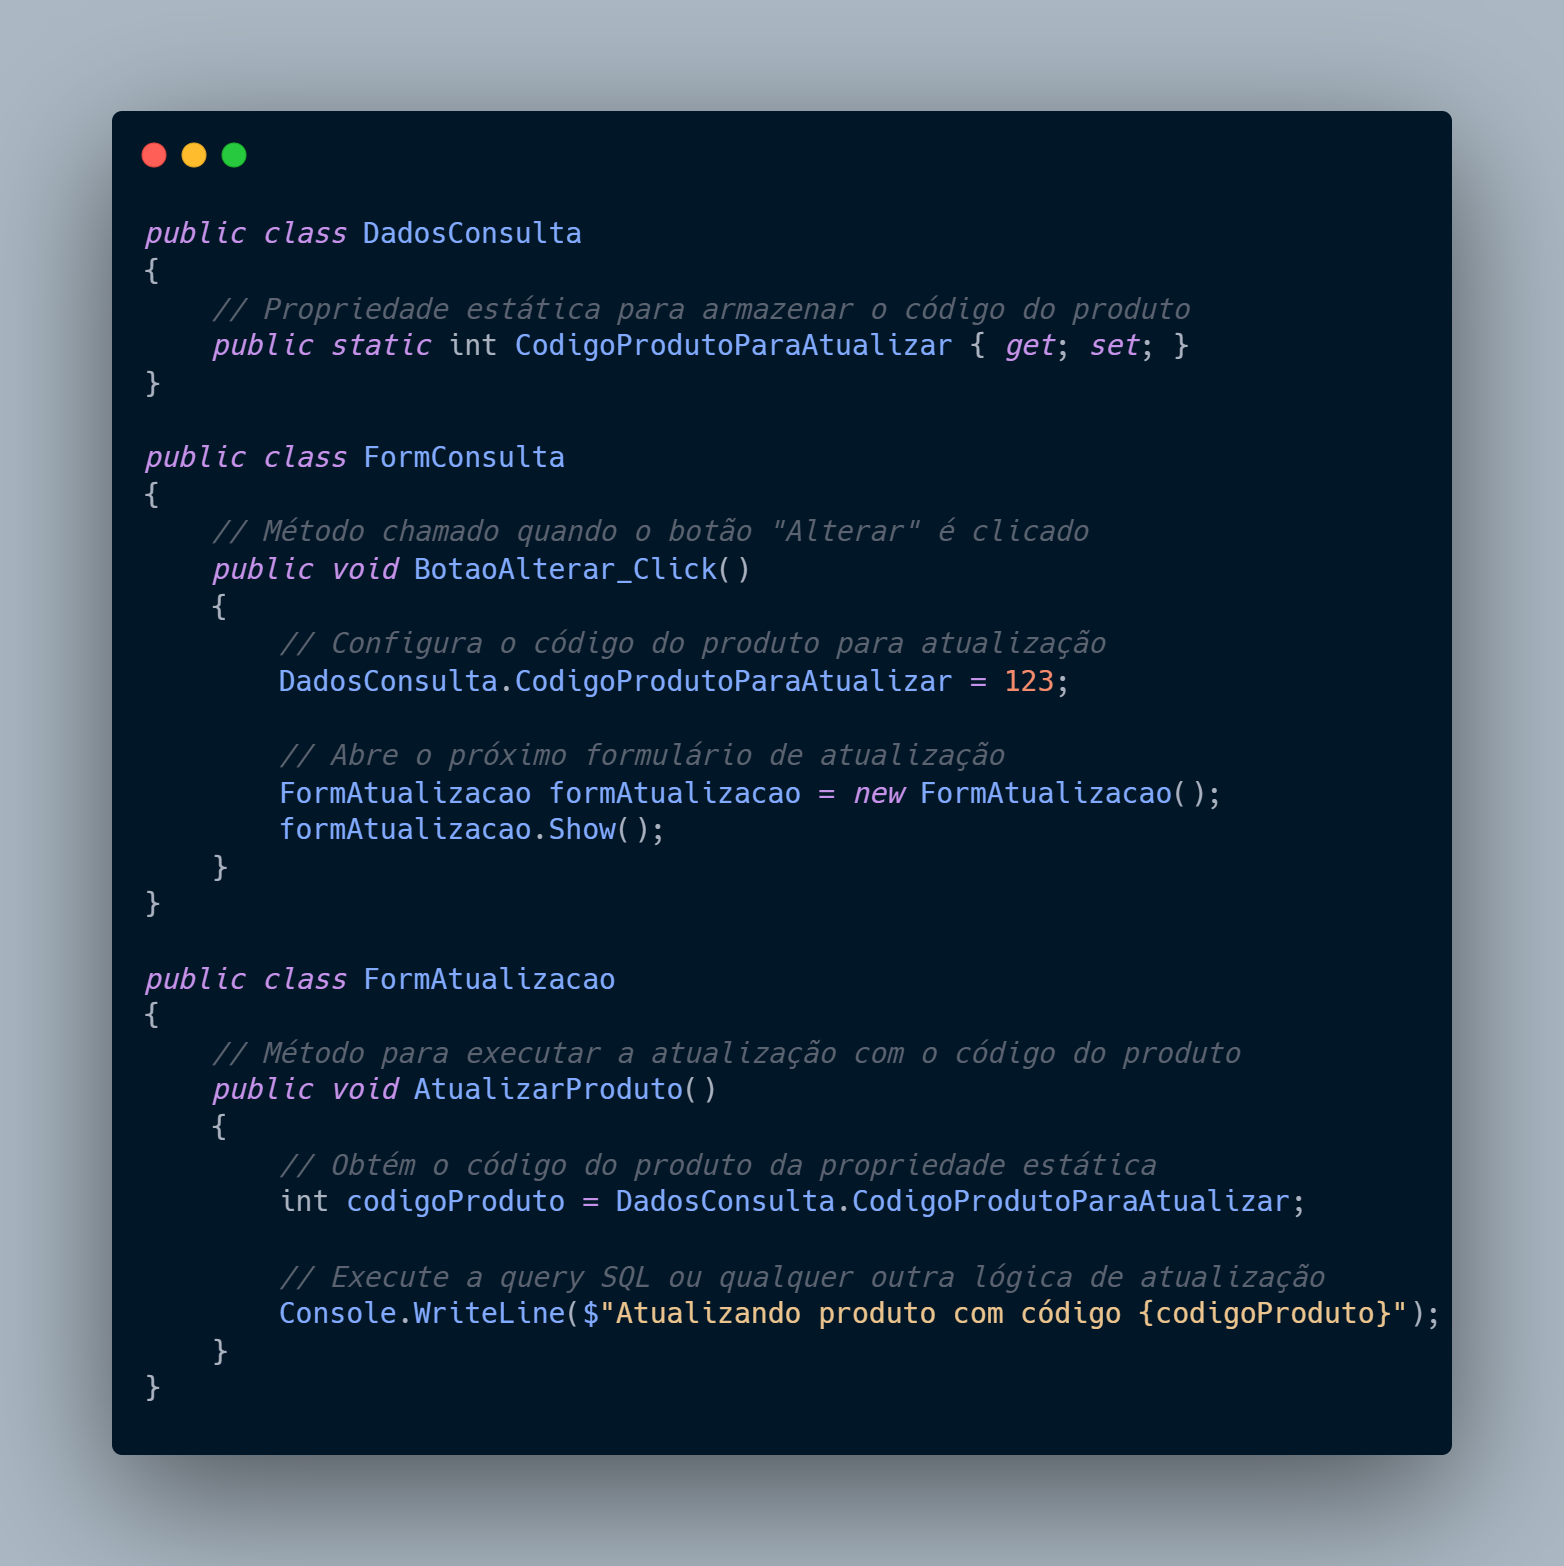 public class DadosConsulta
{
    // Propriedade estática para armazenar o código do produto
    public static int CodigoProdutoParaAtualizar { get; set; }
}

public class FormConsulta
{
    // Método chamado quando o botão "Alterar" é clicado
    public void BotaoAlterar_Click()
    {
        // Configura o código do produto para atualização
        DadosConsulta.CodigoProdutoParaAtualizar = 123;

        // Abre o próximo formulário de atualização
        FormAtualizacao formAtualizacao = new FormAtualizacao();
        formAtualizacao.Show();
    }
}

public class FormAtualizacao
{
    // Método para executar a atualização com o código do produto
    public void AtualizarProduto()
    {
        // Obtém o código do produto da propriedade estática
        int codigoProduto = DadosConsulta.CodigoProdutoParaAtualizar;

        // Execute a query SQL ou qualquer outra lógica de atualização
        Console.WriteLine($"Atualizando produto com código {codigoProduto}");
    }
}